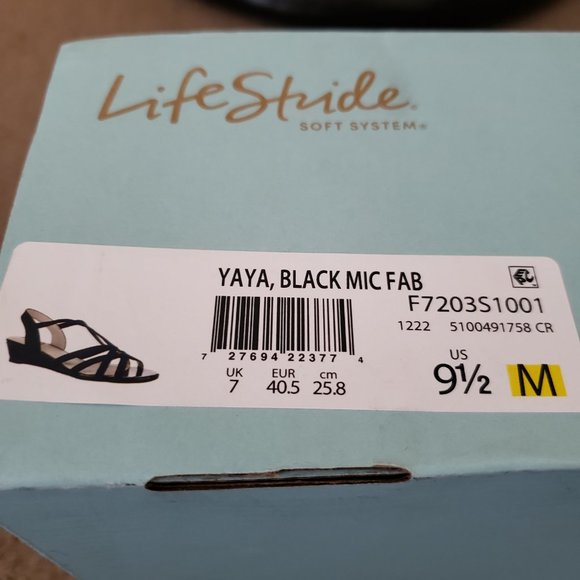 LifeStride®
SOFT SYSTEM®
YAYA, BLACK MIC FAB
F7203S1001
1222 5100491758 CR
7 27694 22377 4
UK EUR cm
7 40.5 25.8
US
9½ M